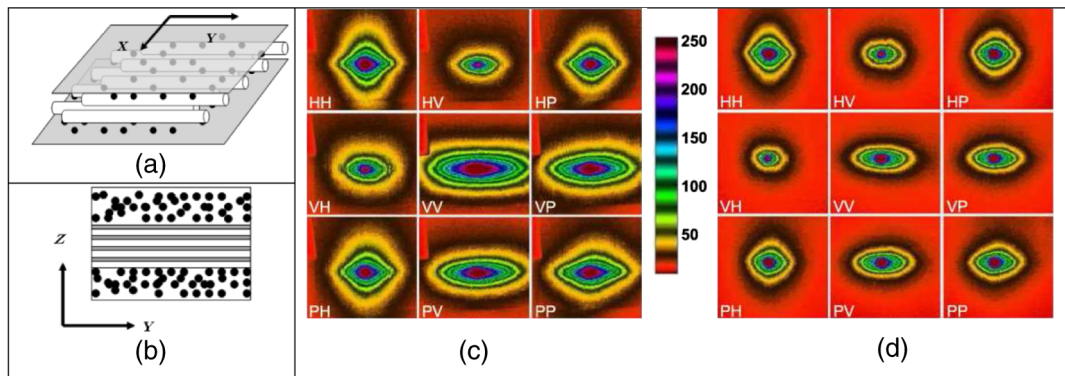 X
Y
(a)
Z
Y
(b)
HH
HV
HP
VH
VV
VP
PH
PV
PP
(c)
250
200
150
100
50
HH
HV
HP
VH
VV
VP
PH
PV
PP
(d)